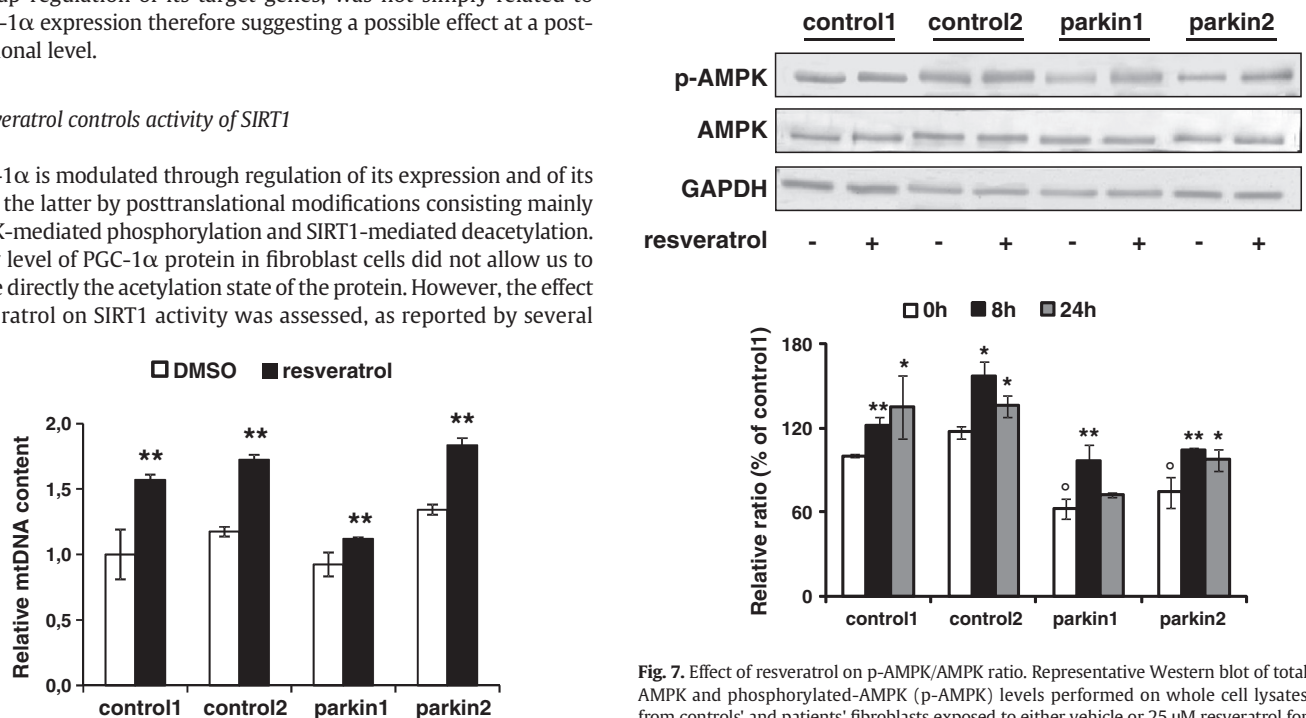 up regulation of its target genes, was not simply related to
-1α expression therefore suggesting a possible effect at a post-
ional level.
veratrol controls activity of SIRT1
-1α is modulated through regulation of its expression and of its
the latter by posttranslational modifications consisting mainly
K-mediated phosphorylation and SIRT1-mediated deacetylation.
level of PGC-1α protein in fibroblast cells did not allow us to
e directly the acetylation state of the protein. However, the effect
ratrol on SIRT1 activity was assessed, as reported by several
DMSO resveratrol
Relative mtDNA content
2,0
1,5
1,0
0,5
0,0
** ** ** **
control1 control2 parkin1 parkin2
control1 control2 parkin1 parkin2
p-AMPK
AMPK
GAPDH
resveratrol - + - + - + - +
0h 8h 24h
Relative ratio (% of control1)
180
120
60
0
** * * * ° ** ° ** *
control1 control2 parkin1 parkin2
Fig. 7. Effect of resveratrol on p-AMPK/AMPK ratio. Representative Western blot of total
AMPK and phosphorylated-AMPK (p-AMPK) levels performed on whole cell lysates
from controls' and patients' fibroblasts exposed to either vehicle or 25 μM resveratrol for